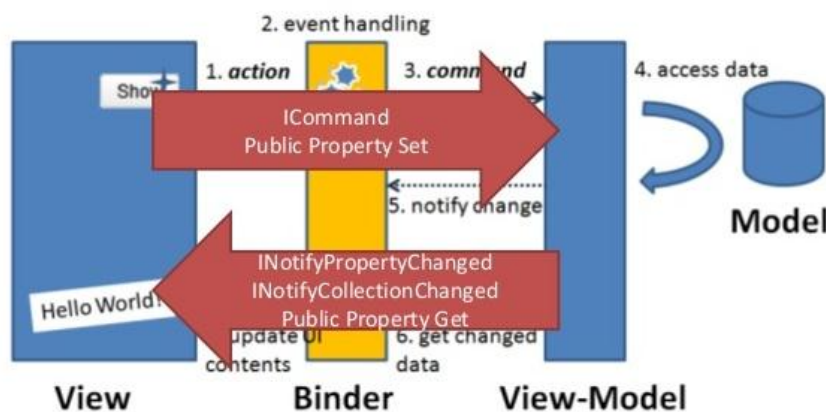 2. event handling
1. action
3. command
4. access data
Show
ICommand
Public Property Set
5. notify change
Model
INotifyPropertyChanged
INotifyCollectionChanged
Public Property Get
Hello World!
update UI
contents
6. get changed
data
View
Binder
View-Model